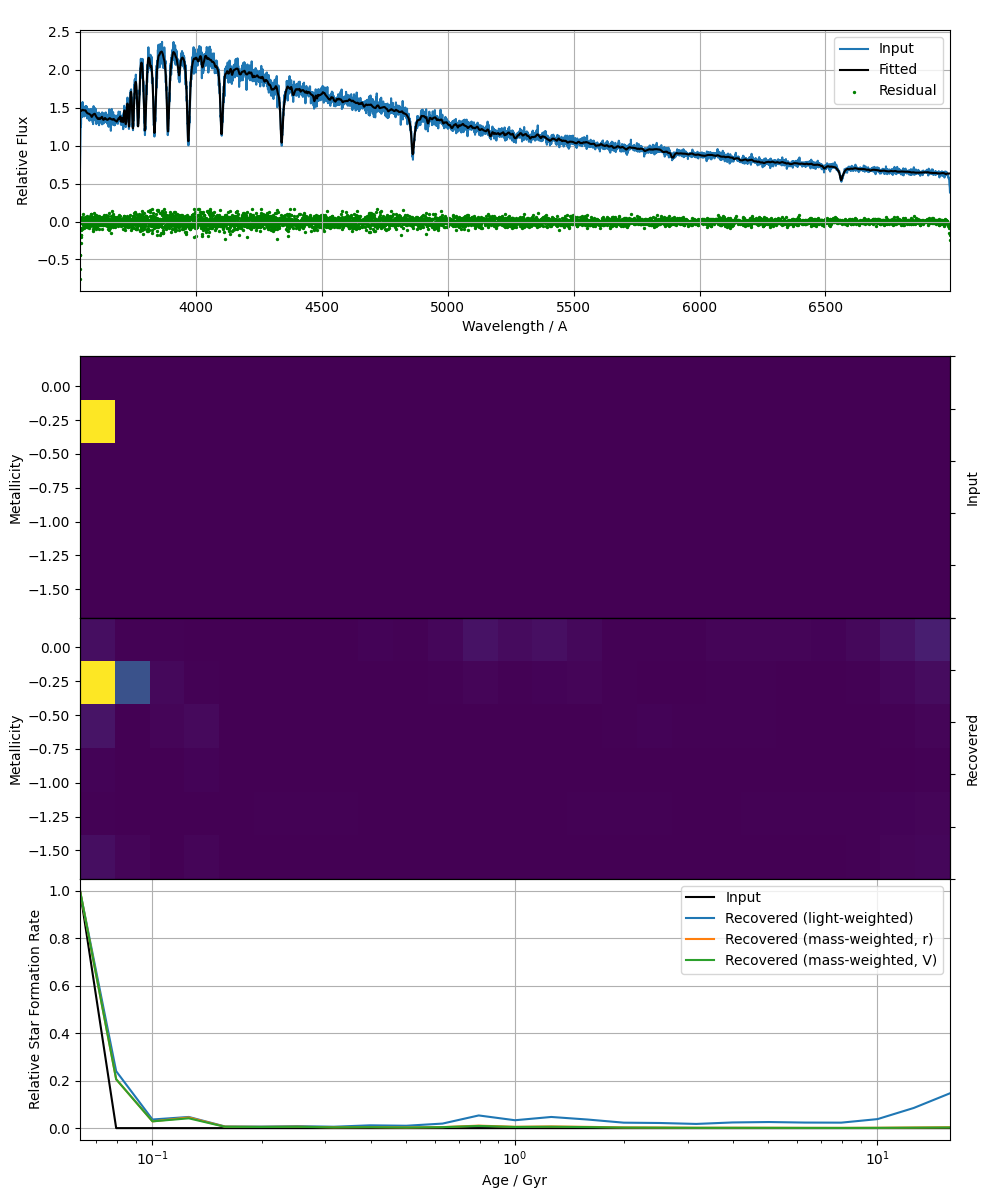 2.5
2.0
1.5
1.0
0.5
0.0
−0.5
Relative Flux
Input
Fitted
Residual
4000
4500
5000
5500
6000
6500
Wavelength / A
0.00
−0.25
−0.50
−0.75
−1.00
−1.25
−1.50
Metallicity
Input
0.00
−0.25
−0.50
−0.75
−1.00
−1.25
−1.50
Metallicity
Recovered
1.0
0.8
0.6
0.4
0.2
0.0
Relative Star Formation Rate
Input
Recovered (light-weighted)
Recovered (mass-weighted, r)
Recovered (mass-weighted, V)
10⁻¹
10⁰
10¹
Age / Gyr